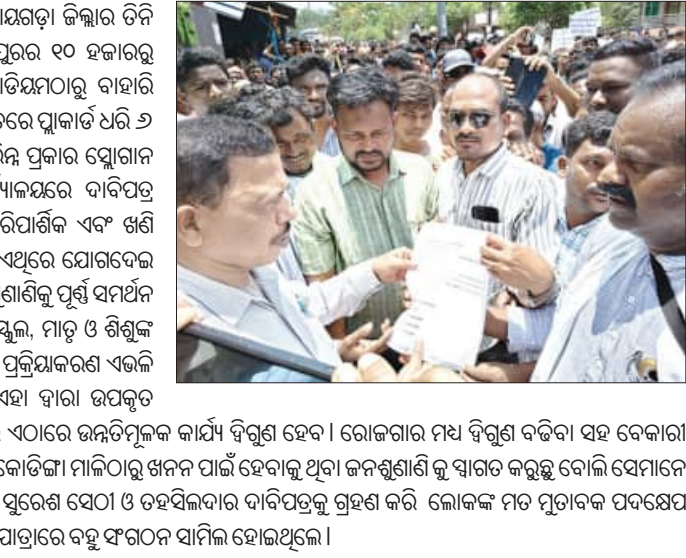 ାୟଗଡ଼ା ଜିଲ୍ଲାର ତିନି
ପୁରର ୧୦ ହଜାରରୁ
ାଡିୟମଠାରୁ ବାହାରି
ତରେ ପ୍ଲାକାର୍ଡ ଧରି ୬
ଭିନ୍ନ ପ୍ରକାର ସ୍ଲୋଗାନ
ର୍ଯ୍ୟାଳୟରେ ଦାବିପତ୍ର
ରିପାର୍ଶିକ ଏବଂ ଖଣି
ଏଥିରେ ଯୋଗଦେଇ
ଶୁଣାଣିକୁ ପୂର୍ଣ୍ଣ ସମର୍ଥନ
ସ୍କୁଲ, ମାତୃ ଓ ଶିଶୁଙ୍କ
ପ୍ରକ୍ରିୟାକରଣ ଏଭଳି
ଏହା ଦ୍ୱାରା ଉପକୃତ
ଏଠାରେ ଉନ୍ନତିମୂଳକ କାର୍ଯ୍ୟ ଦ୍ୱିଗୁଣ ହେବ। ରୋଜଗାର ମଧ୍ୟ ଦ୍ୱିଗୁଣ ବଢିବା ସହ ବେକାରୀ
କୋଡିଙ୍ଗା ମାଳିଠାରୁ ଖନନ ପାଇଁ ହେବାକୁ ଥିବା ଜନଶୁଣାଣି କୁ ସ୍ୱାଗତ କରୁଛୁ ବୋଲି ସେମାନେ
ସୁରେଶ ସେଠୀ ଓ ତହସିଲଦାର ଦାବିପତ୍ରକୁ ଗ୍ରହଣ କରି ଲୋକଙ୍କ ମତ ମୁତାବକ ପଦକ୍ଷେପ
ଯାତ୍ରାରେ ବହୁ ସଂଗଠନ ସାମିଲ ହୋଇଥିଲେ।